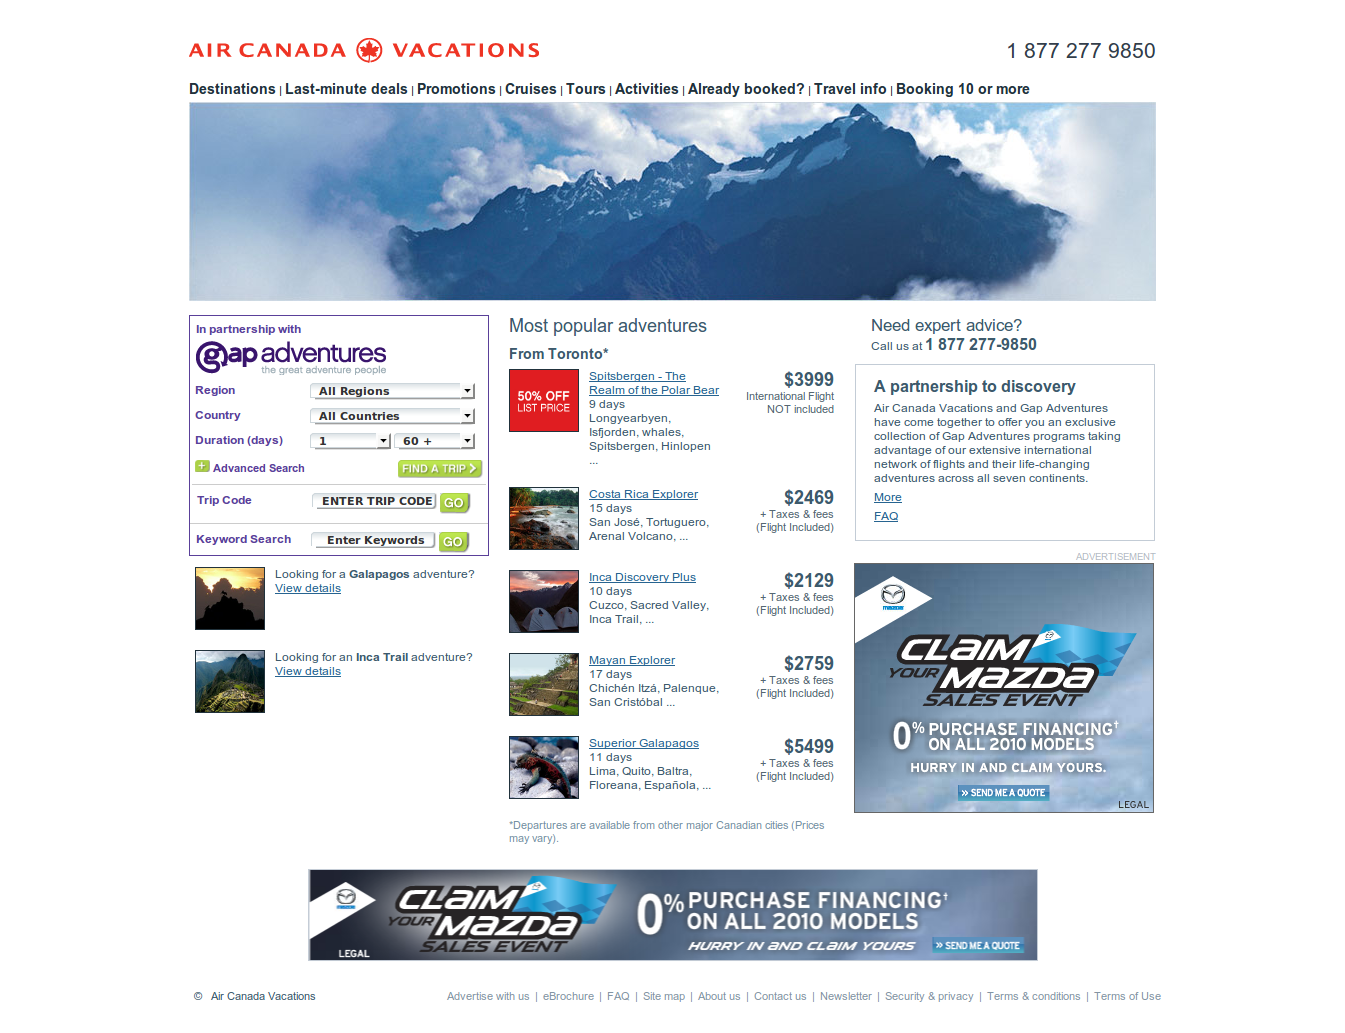 AIR CANADA VACATIONS
1 877 277 9850
Destinations | Last-minute deals | Promotions | Cruises | Tours | Activities | Already booked? | Travel info | Booking 10 or more
In partnership with
gap adventures
the great adventure people
Region All Regions
Country All Countries
Duration (days) 1 60 +
+ Advanced Search FIND A TRIP
Trip Code ENTER TRIP CODE GO
Keyword Search Enter Keywords GO
Looking for a Galapagos adventure?
View details
Looking for an Inca Trail adventure?
View details
Most popular adventures
From Toronto*
50% OFF
LIST PRICE
Spitsbergen - The
Realm of the Polar Bear
9 days
Longyearbyen,
Isfjorden, whales,
Spitsbergen, Hinlopen
...
$3999
International Flight
NOT included
Costa Rica Explorer
15 days
San José, Tortuguero,
Arenal Volcano, ...
$2469
+ Taxes & fees
(Flight Included)
Inca Discovery Plus
10 days
Cuzco, Sacred Valley,
Inca Trail, ...
$2129
+ Taxes & fees
(Flight Included)
Mayan Explorer
17 days
Chichén Itzá, Palenque,
San Cristóbal ...
$2759
+ Taxes & fees
(Flight Included)
Superior Galapagos
11 days
Lima, Quito, Baltra,
Floreana, Española, ...
$5499
+ Taxes & fees
(Flight Included)
*Departures are available from other major Canadian cities (Prices
may vary).
Need expert advice?
Call us at 1 877 277-9850
A partnership to discovery
Air Canada Vacations and Gap Adventures
have come together to offer you an exclusive
collection of Gap Adventures programs taking
advantage of our extensive international
network of flights and their life-changing
adventures across all seven continents.
More
FAQ
ADVERTISEMENT
mazda
CLAIM
YOUR MAZDA
SALES EVENT
0% PURCHASE FINANCING†
ON ALL 2010 MODELS
HURRY IN AND CLAIM YOURS.
» SEND ME A QUOTE
LEGAL
CLAIM
YOUR MAZDA
SALES EVENT
LEGAL
0% PURCHASE FINANCING†
ON ALL 2010 MODELS
HURRY IN AND CLAIM YOURS
» SEND ME A QUOTE
© Air Canada Vacations
Advertise with us | eBrochure | FAQ | Site map | About us | Contact us | Newsletter | Security & privacy | Terms & conditions | Terms of Use